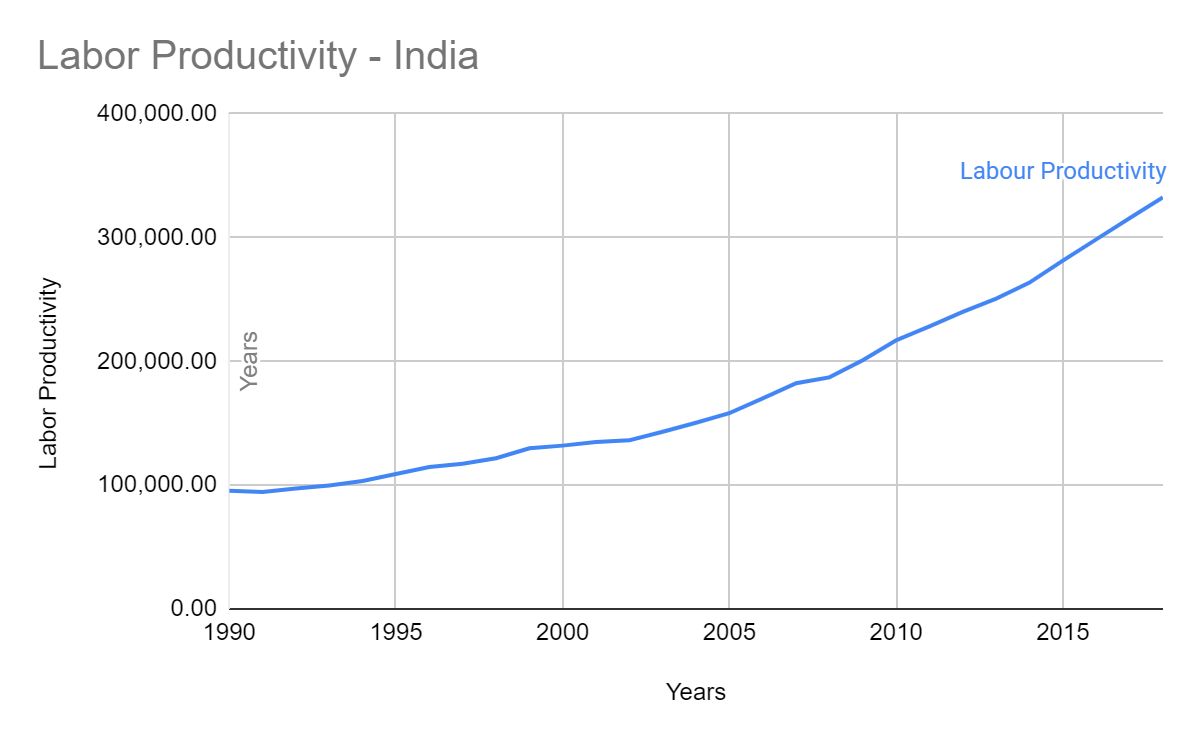 Labor Productivity - India
400,000.00
Labour Productivity
300,000.00
Labor Productivity
Years
200,000.00
100,000.00
0.00
1990 1995 2000 2005 2010 2015
Years